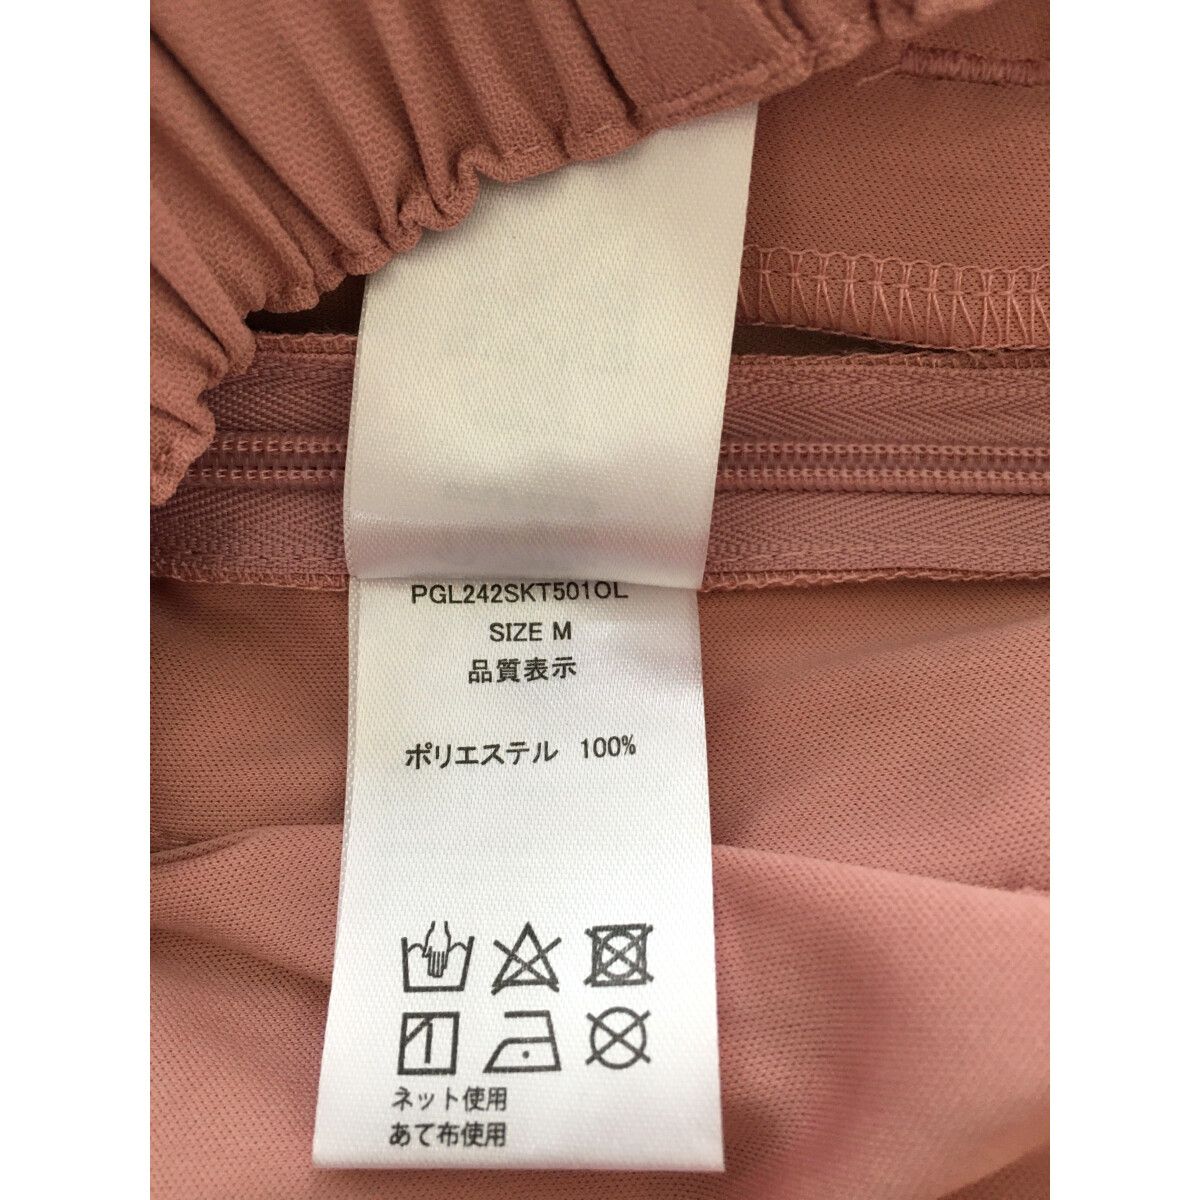 PGL242SKT501OL
SIZE M
品質表示
ポリエステル 100%
ネット使用
あて布使用